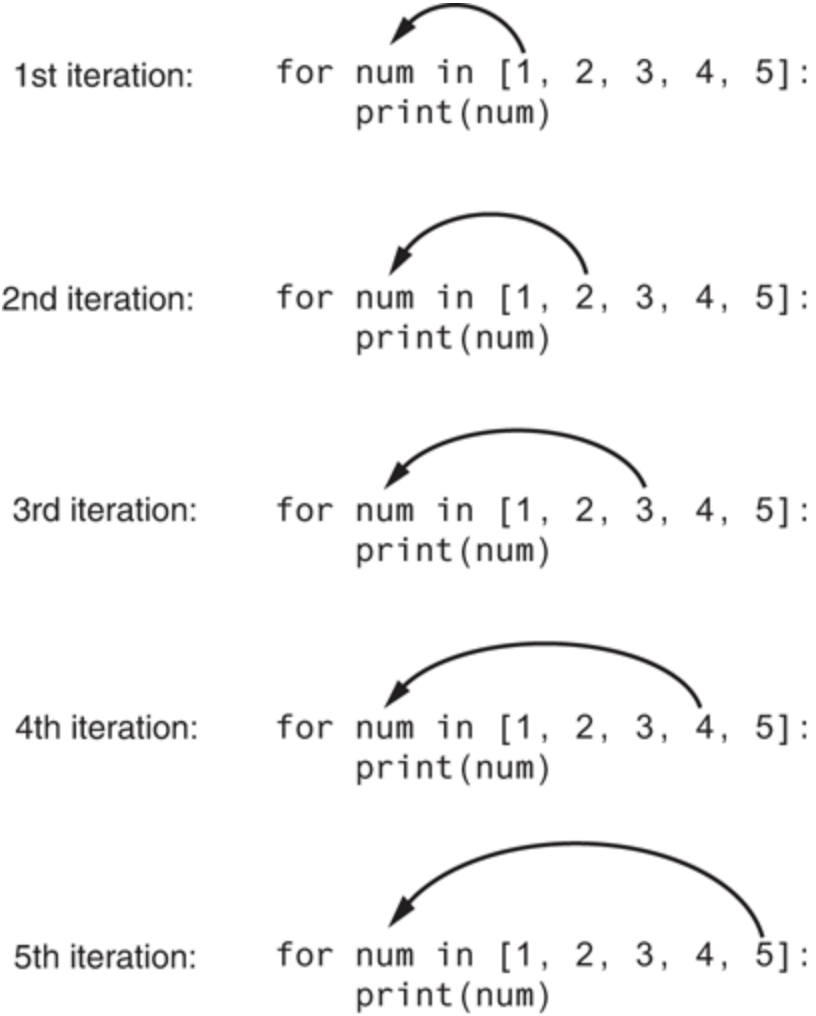 1st iteration: for num in [1, 2, 3, 4, 5]:
print(num)
2nd iteration: for num in [1, 2, 3, 4, 5]:
print(num)
3rd iteration: for num in [1, 2, 3, 4, 5]:
print(num)
4th iteration: for num in [1, 2, 3, 4, 5]:
print(num)
5th iteration: for num in [1, 2, 3, 4, 5]:
print(num)